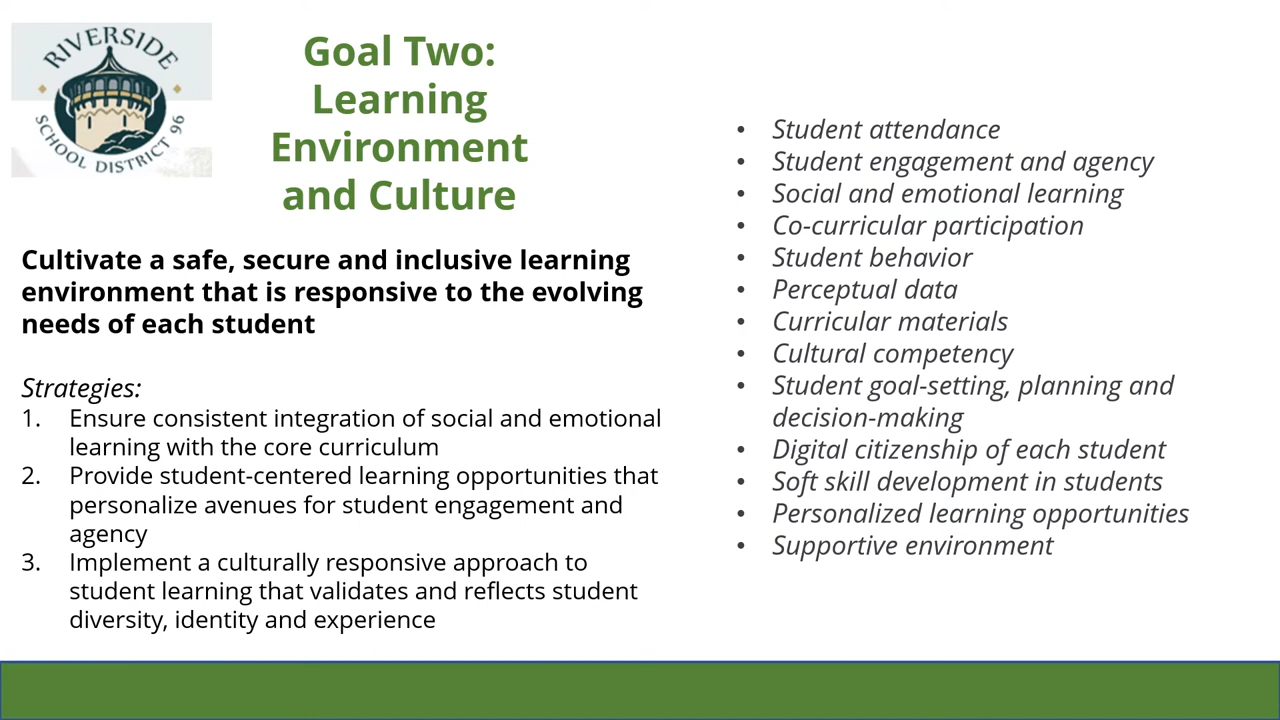 RIVERSIDE
SCHOOL DISTRICT 96
Goal Two:
Learning
Environment
and Culture
Cultivate a safe, secure and inclusive learning
environment that is responsive to the evolving
needs of each student
Strategies:
1. Ensure consistent integration of social and emotional
learning with the core curriculum
2. Provide student-centered learning opportunities that
personalize avenues for student engagement and
agency
3. Implement a culturally responsive approach to
student learning that validates and reflects student
diversity, identity and experience
• Student attendance
• Student engagement and agency
• Social and emotional learning
• Co-curricular participation
• Student behavior
• Perceptual data
• Curricular materials
• Cultural competency
• Student goal-setting, planning and
decision-making
• Digital citizenship of each student
• Soft skill development in students
• Personalized learning opportunities
• Supportive environment